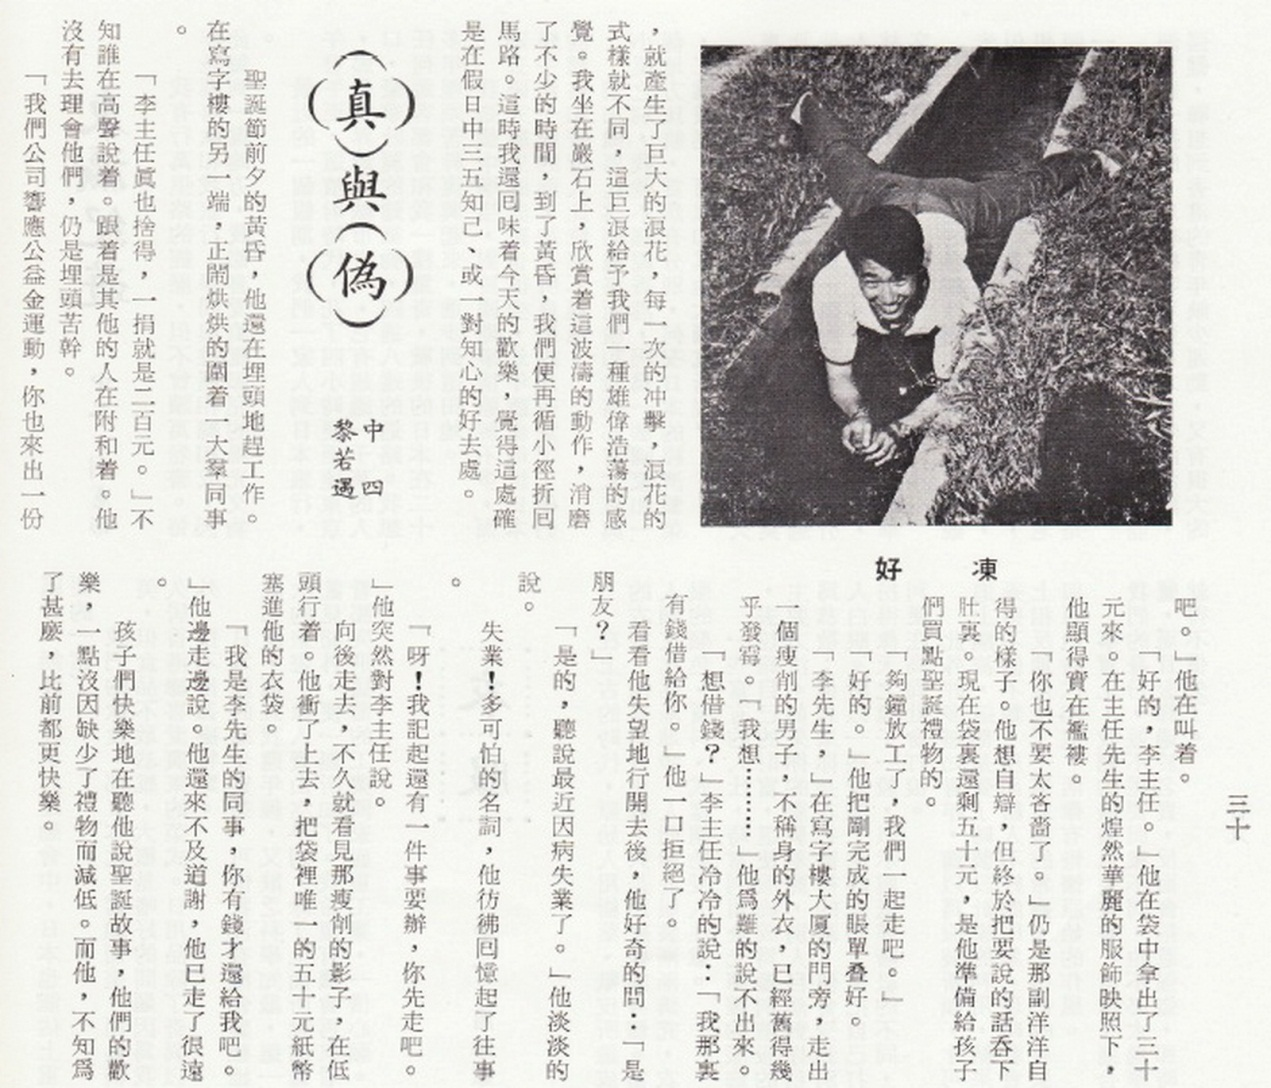 ，就產生了巨大的浪花，每一次的冲擊，浪花的
式樣就不同，這巨浪給予我們一種雄偉浩蕩的感
覺。我坐在巖石上，欣賞着這波濤的動作，消磨
了不少的時間，到了黃昏，我們便再循小徑折囘
馬路。這時我還囘味着今天的歡樂，覺得這處確
是在假日中三五知己、或一對知心的好去處。
真與偽
中四
黎若遇
聖誕節前夕的黃昏，他還在埋頭地趕工作。
在寫字樓的另一端，正鬧烘烘的圍着一大羣同事
。
「李主任眞也捨得，一捐就是二百元。」不
知誰在高聲說着。跟着是其他的人在附和着。他
沒有去理會他們，仍是埋頭苦幹。
「我們公司響應公益金運動，你也來出一份
凍　好
吧。」他在叫着。
「好的，李主任。」他在袋中拿出了三十
元來。在主任先生的煌然華麗的服飾映照下，
他顯得實在襤褸。
「你也不要太吝嗇了。」仍是那副洋洋自
得的樣子。他想自辯，但終於把要說的話吞下
肚裏。現在袋裏還剩五十元，是他準備給孩子
們買點聖誕禮物的。
「夠鐘放工了，我們一起走吧。」
「好的。」他把剛完成的賬單叠好。
「李先生，」在寫字樓大厦的門旁，走出
一個瘦削的男子，不稱身的外衣，已經舊得幾
乎發霉。「我想………」他爲難的說不出來。
「想借錢？」李主任冷冷的說：「我那裏
有錢借給你。」他一口拒絕了。
看看他失望地行開去後，他好奇的問：「是
朋友？」
「是的，聽說最近因病失業了。」他淡淡的
說。
失業！多可怕的名詞，他彷彿囘憶起了往事
。
「呀！我記起還有一件事要辦，你先走吧。
」他突然對李主任說。
向後走去，不久就看見那瘦削的影子，在低
頭行着。他衝了上去，把袋裡唯一的五十元紙幣
塞進他的衣袋。
「我是李先生的同事，你有錢才還給我吧。
」他邊走邊說。他還來不及道謝，他已走了很遠
。
孩子們快樂地在聽他說聖誕故事，他們的歡
樂，一點沒因缺少了禮物而減低。而他，不知爲
了甚麽，比前都更快樂。
三十